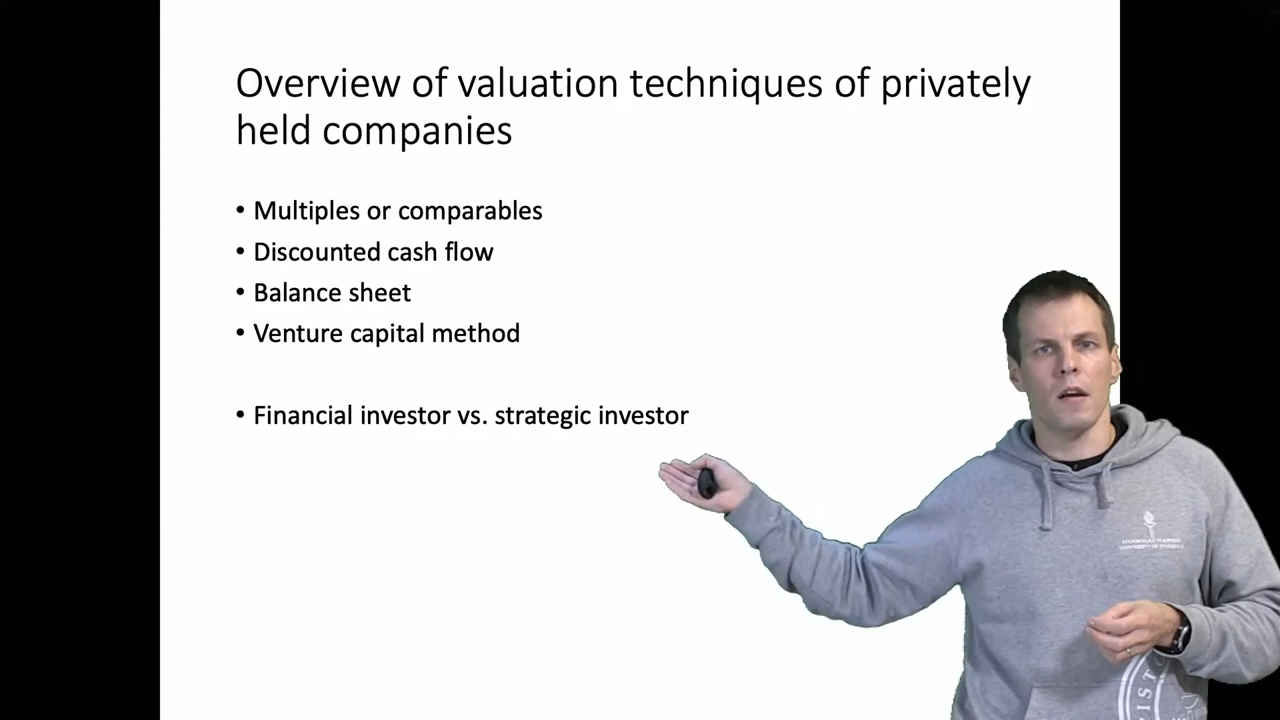 Overview of valuation techniques of privately
held companies
• Multiples or comparables
• Discounted cash flow
• Balance sheet
• Venture capital method
• Financial investor vs. strategic investor